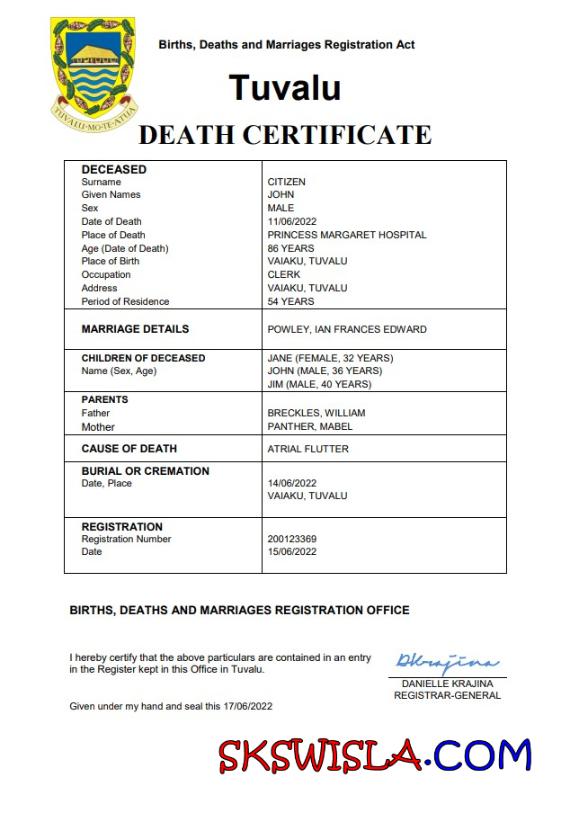 Births, Deaths and Marriages Registration Act
Tuvalu
TUVALU-MO-TE-ATUA
DEATH CERTIFICATE
DECEASED
Surname CITIZEN
Given Names JOHN
Sex MALE
Date of Death 11/06/2022
Place of Death PRINCESS MARGARET HOSPITAL
Age (Date of Death) 86 YEARS
Place of Birth VAIAKU, TUVALU
Occupation CLERK
Address VAIAKU, TUVALU
Period of Residence 54 YEARS
MARRIAGE DETAILS POWLEY, IAN FRANCES EDWARD
CHILDREN OF DECEASED JANE (FEMALE, 32 YEARS)
Name (Sex, Age) JOHN (MALE, 36 YEARS)
JIM (MALE, 40 YEARS)
PARENTS
Father BRECKLES, WILLIAM
Mother PANTHER, MABEL
CAUSE OF DEATH ATRIAL FLUTTER
BURIAL OR CREMATION
Date, Place 14/06/2022
VAIAKU, TUVALU
REGISTRATION
Registration Number 200123369
Date 15/06/2022
BIRTHS, DEATHS AND MARRIAGES REGISTRATION OFFICE
I hereby certify that the above particulars are contained in an entry
in the Register kept in this Office in Tuvalu.
DKrajina
DANIELLE KRAJINA
REGISTRAR-GENERAL
Given under my hand and seal this 17/06/2022
SKSWISLA.COM